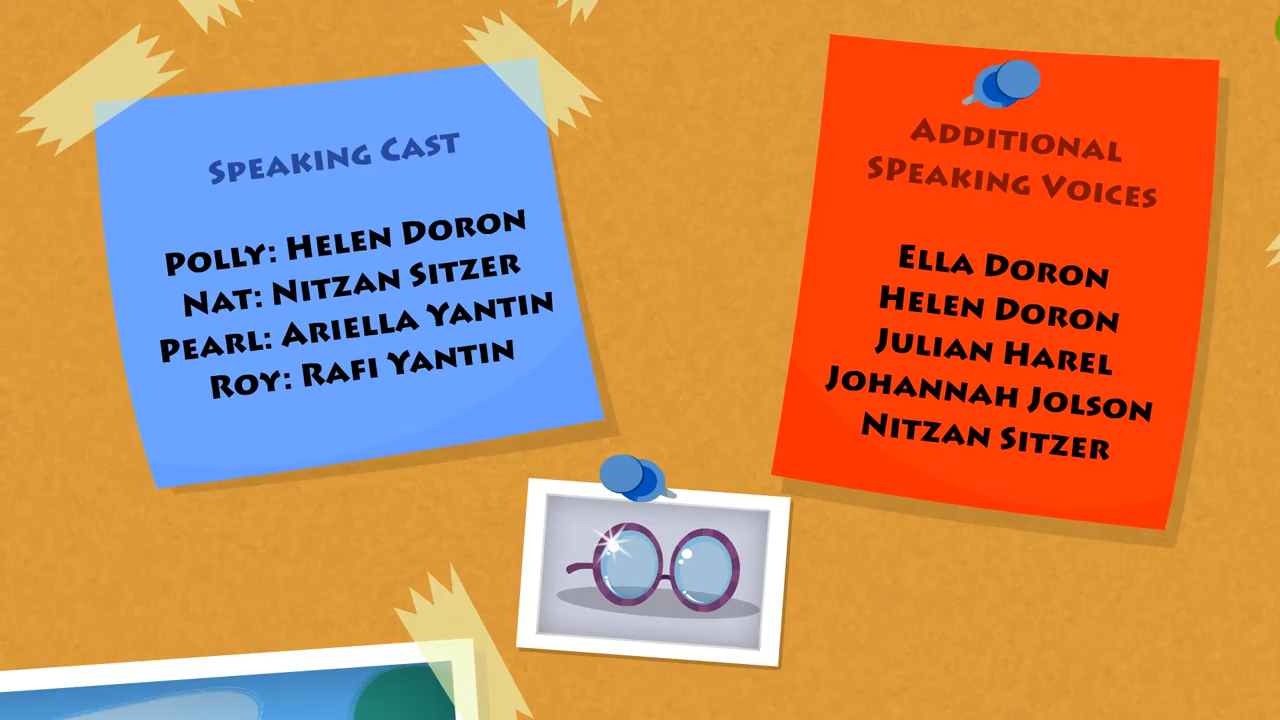 Speaking Cast
Polly: Helen Doron
Nat: Nitzan Sitzer
Pearl: Ariella Yantin
Roy: Rafi Yantin
Additional
Speaking Voices
Ella Doron
Helen Doron
Julian Harel
Johannah Jolson
Nitzan Sitzer